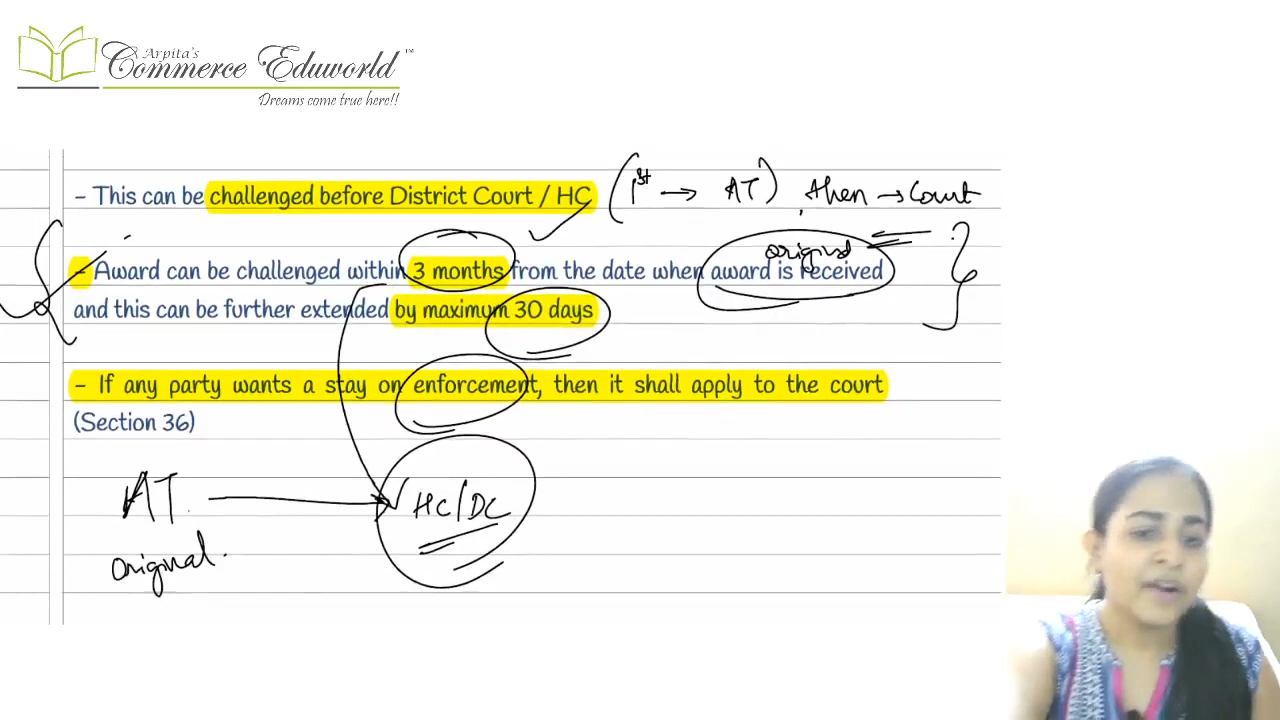 Arpita's
Commerce Eduworld™
Dreams come true here!!
- This can be challenged before District Court / HC (1st → AT) then → Court
original
- Award can be challenged within 3 months from the date when award is received
and this can be further extended by maximum 30 days
- If any party wants a stay on enforcement, then it shall apply to the court
(Section 36)
AT → HC/DC
original.